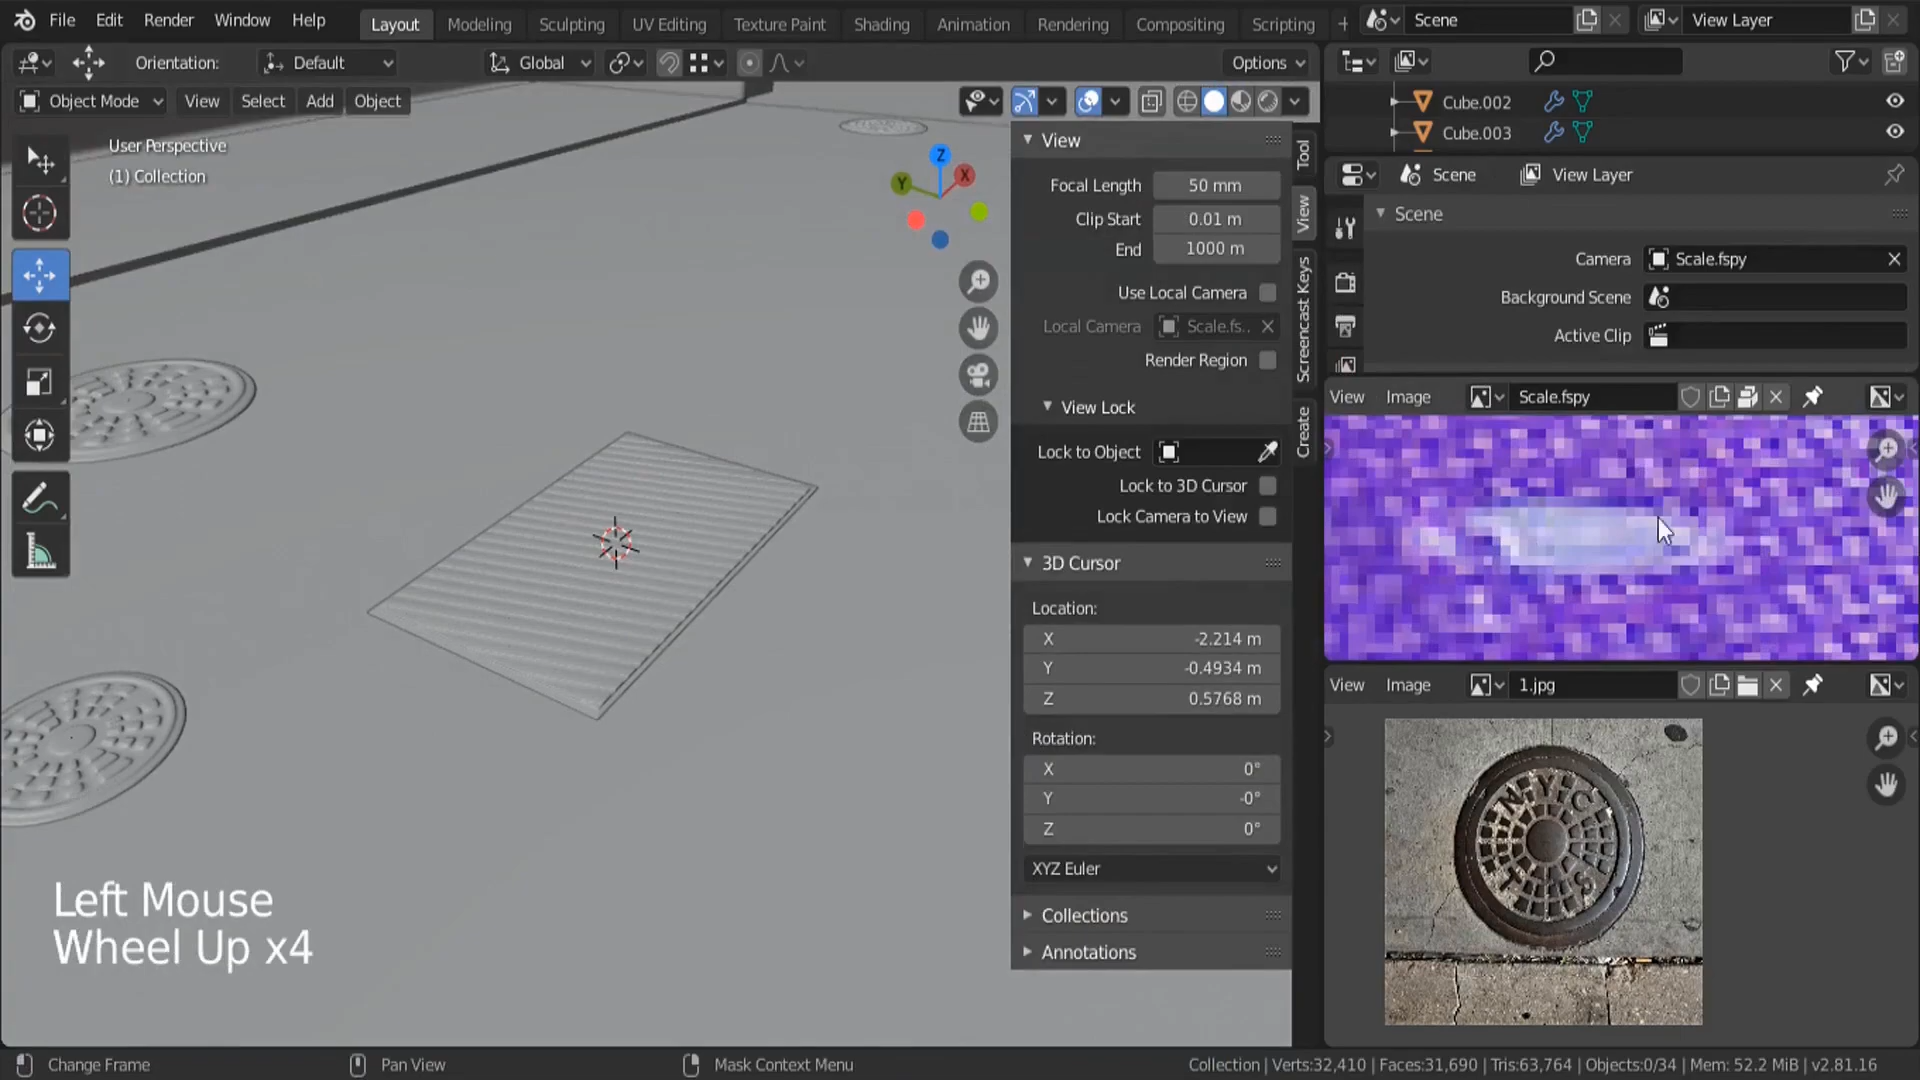 File Edit Render Window Help Layout Modeling Sculpting UV Editing Texture Paint Shading Animation Rendering Compositing Scripting + Scene View Layer
Orientation: Default Global Options
Object Mode View Select Add Object
User Perspective
(1) Collection
Z
X
Y
View
Focal Length 50 mm
Clip Start 0.01 m
End 1000 m
Use Local Camera
Local Camera Scale.fs..
Render Region
View Lock
Lock to Object
Lock to 3D Cursor
Lock Camera to View
3D Cursor
Location:
X -2.214 m
Y -0.4934 m
Z 0.5768 m
Rotation:
X 0°
Y -0°
Z 0°
XYZ Euler
Collections
Annotations
Tool
View
Screencast Keys
Create
Cube.002
Cube.003
Scene View Layer
Scene
Camera Scale.fspy
Background Scene
Active Clip
View Image Scale.fspy
View Image 1.jpg
NYC
Left Mouse
Wheel Up x4
Change Frame Pan View Mask Context Menu Collection | Verts:32,410 | Faces:31,690 | Tris:63,764 | Objects:0/34 | Mem: 52.2 MiB | v2.81.16